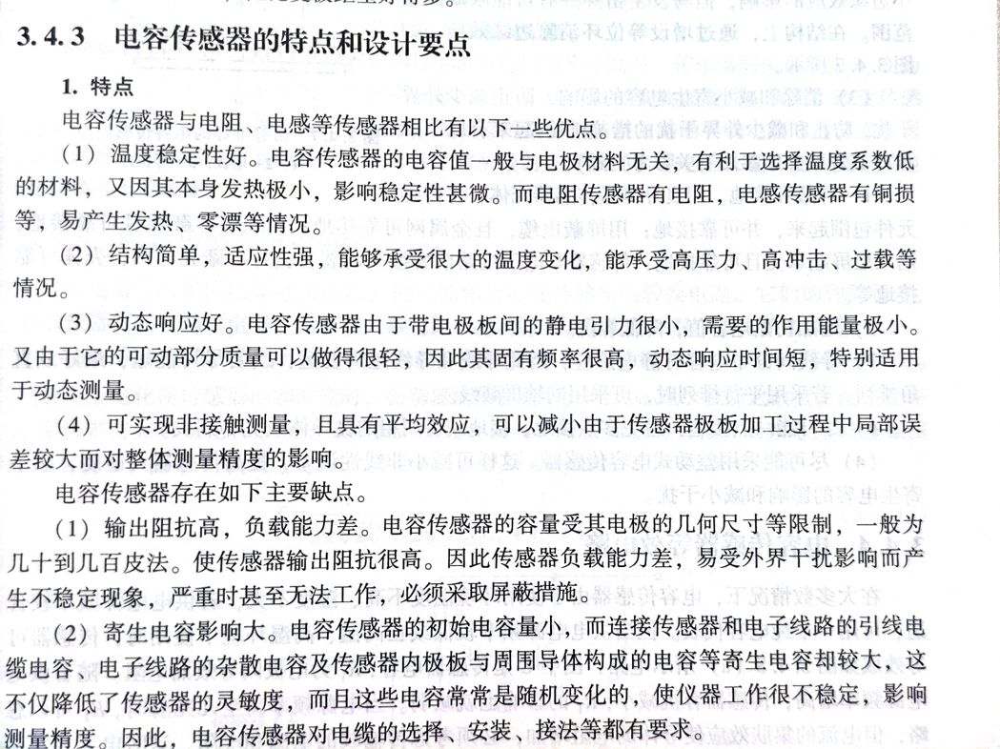 3.4.3 电容传感器的特点和设计要点
1. 特点
电容传感器与电阻、电感等传感器相比有以下一些优点。
(1) 温度稳定性好。电容传感器的电容值一般与电极材料无关，有利于选择温度系数低
的材料，又因其本身发热极小，影响稳定性甚微。而电阻传感器有电阻，电感传感器有铜损
等，易产生发热、零漂等情况。
(2) 结构简单，适应性强，能够承受很大的温度变化，能承受高压力、高冲击、过载等
情况。
(3) 动态响应好。电容传感器由于带电极板间的静电引力很小，需要的作用能量极小。
又由于它的可动部分质量可以做得很轻，因此其固有频率很高，动态响应时间短，特别适用
于动态测量。
(4) 可实现非接触测量，且具有平均效应，可以减小由于传感器极板加工过程中局部误
差较大而对整体测量精度的影响。
电容传感器存在如下主要缺点。
(1) 输出阻抗高，负载能力差。电容传感器的容量受其电极的几何尺寸等限制，一般为
几十到几百皮法。使传感器输出阻抗很高。因此传感器负载能力差，易受外界干扰影响而产
生不稳定现象，严重时甚至无法工作，必须采取屏蔽措施。
(2) 寄生电容影响大。电容传感器的初始电容量小，而连接传感器和电子线路的引线电
缆电容、电子线路的杂散电容及传感器内极板与周围导体构成的电容等寄生电容却较大，这
不仅降低了传感器的灵敏度，而且这些电容常常是随机变化的，使仪器工作很不稳定，影响
测量精度。因此，电容传感器对电缆的选择、安装、接法等都有要求。